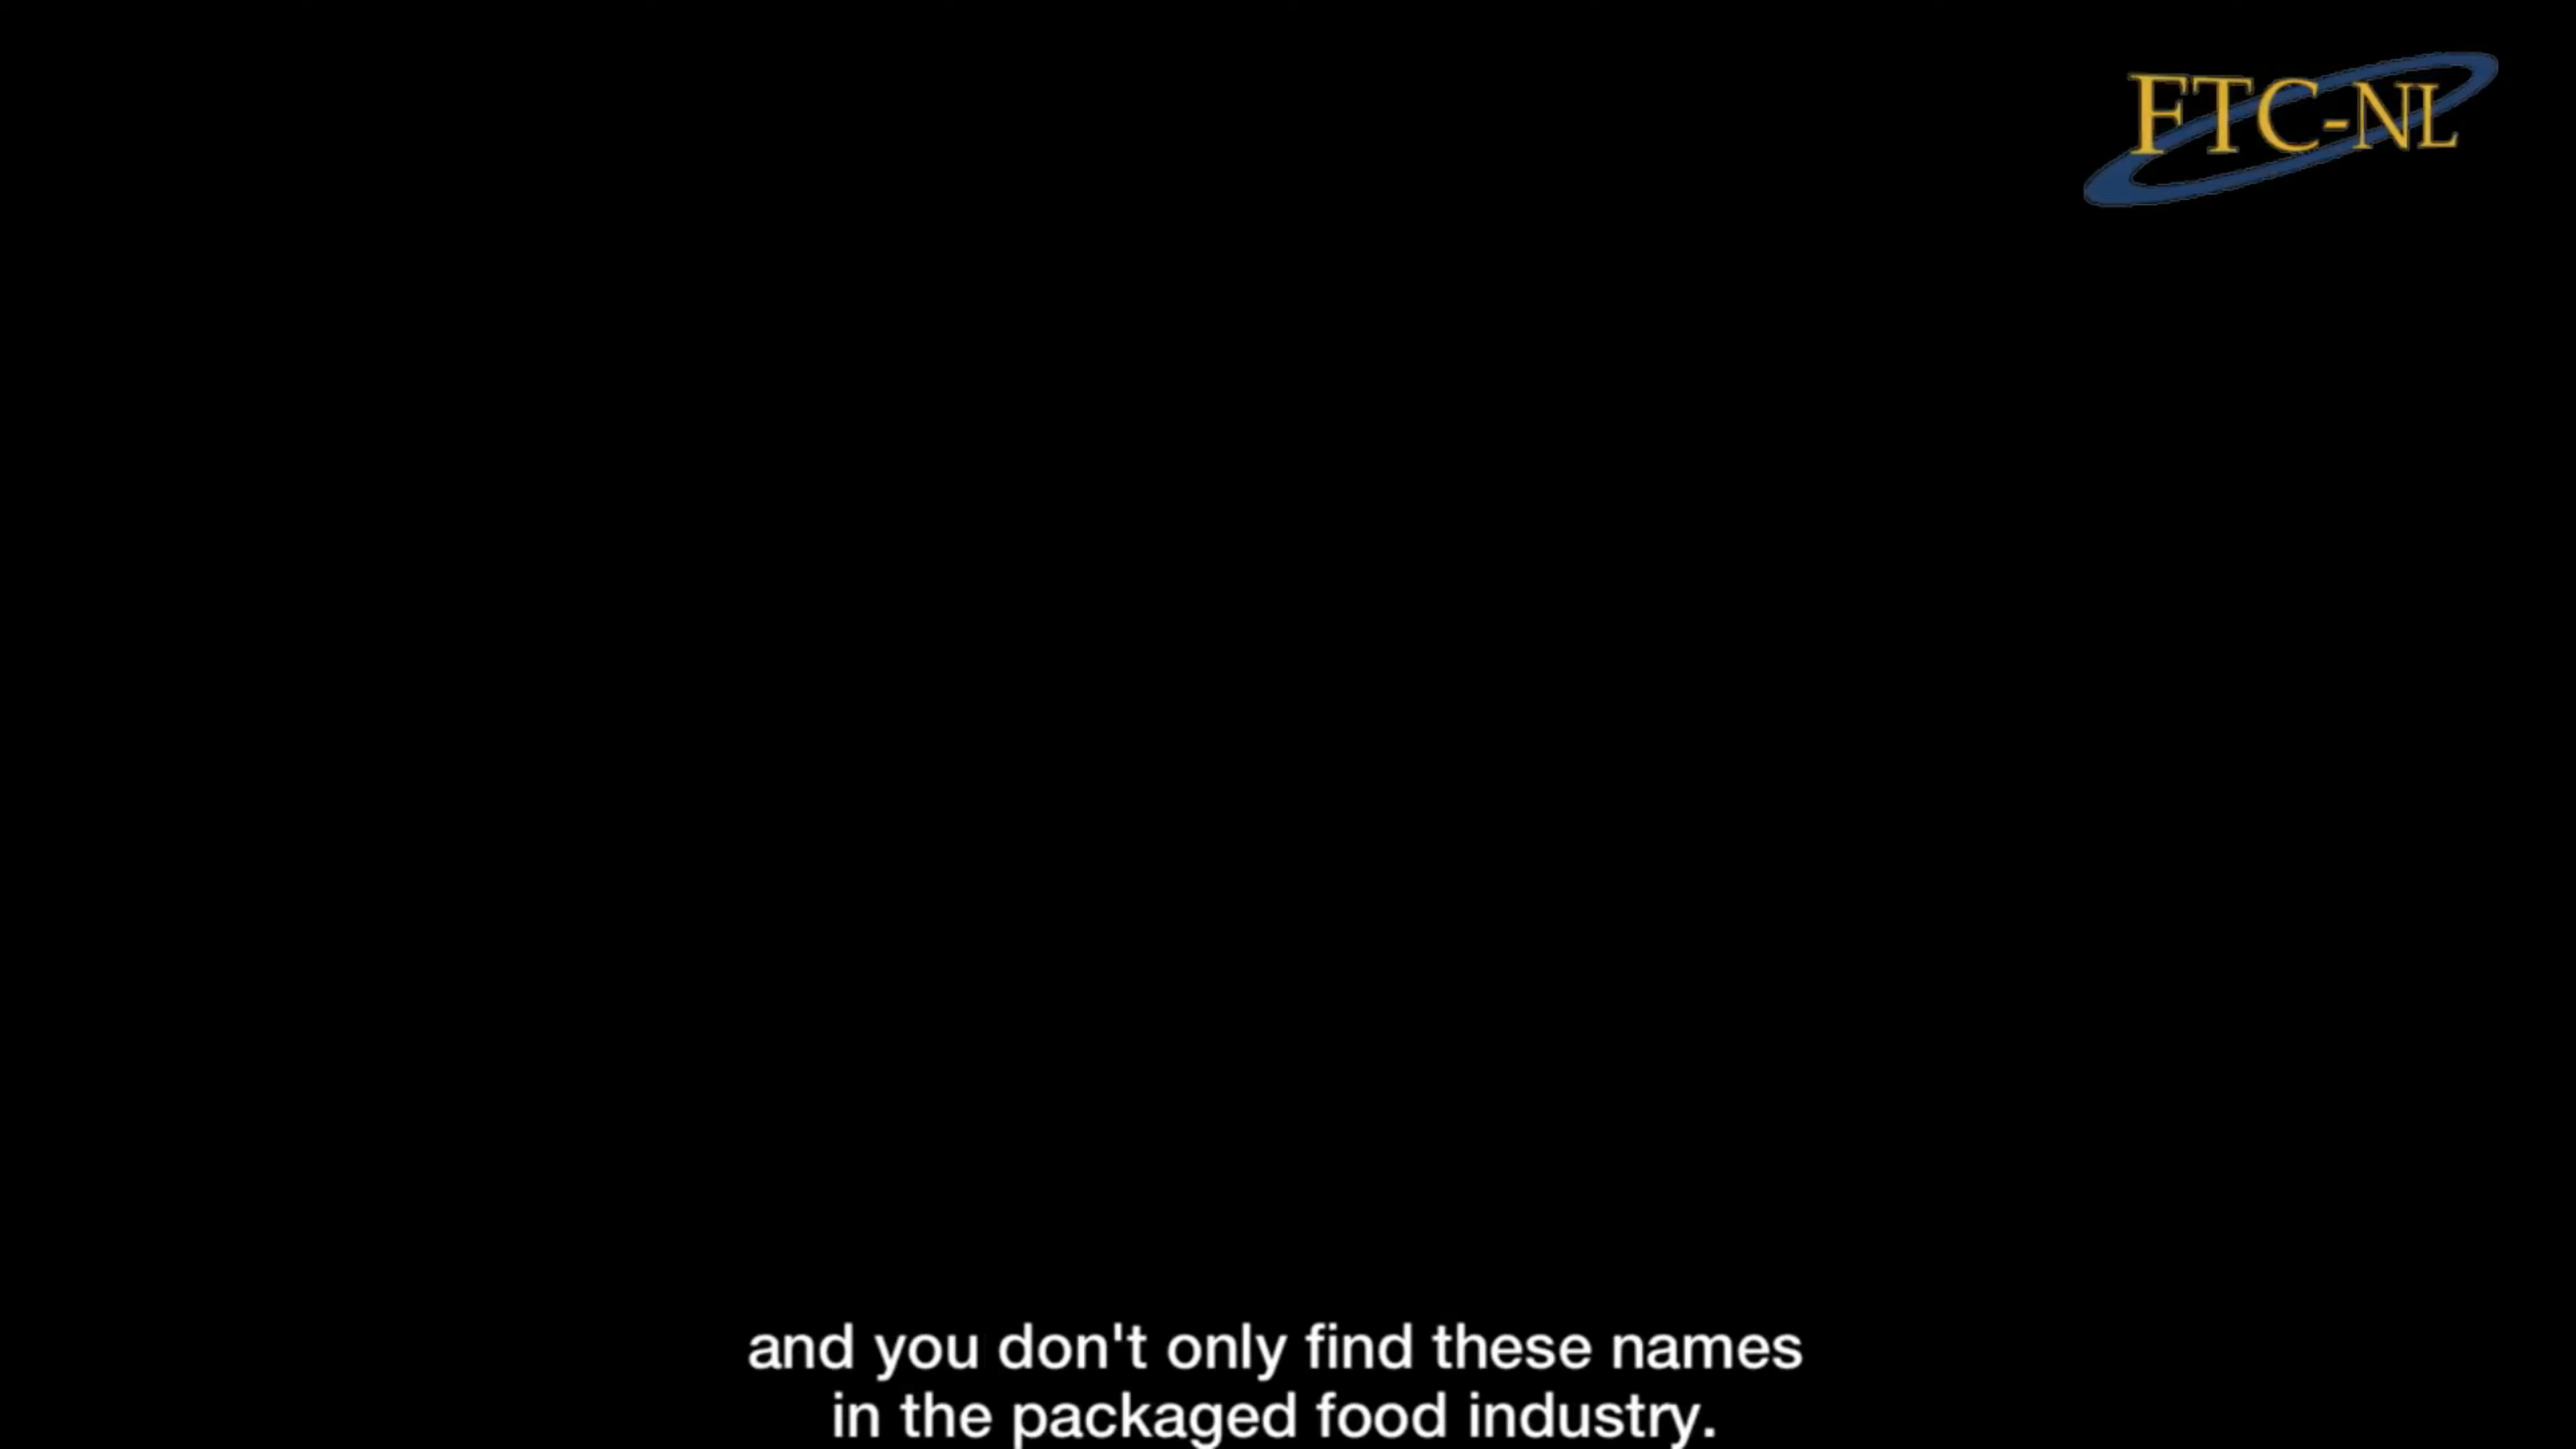 FTC-NL
and you don't only find these names
in the packaged food industry.